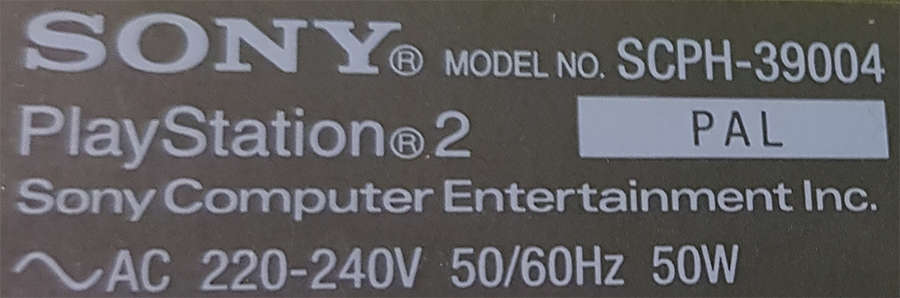 SONY® MODEL NO. SCPH-39004
PlayStation®2 PAL
Sony Computer Entertainment Inc.
～AC 220-240V 50/60Hz 50W